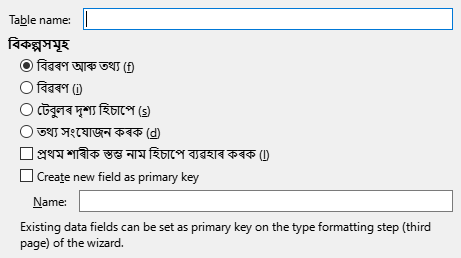 Table name:
বিকল্পসমূহ
বিৱৰণ আৰু তথ্য (f)
বিৱৰণ (i)
টেবুলৰ দৃশ্য হিচাপে (s)
তথ্য সংযোজন কৰক (d)
প্ৰথম শাৰীক স্তম্ভ নাম হিচাপে ব্যৱহাৰ কৰক (l)
Create new field as primary key
Name:
Existing data fields can be set as primary key on the type formatting step (third
page) of the wizard.